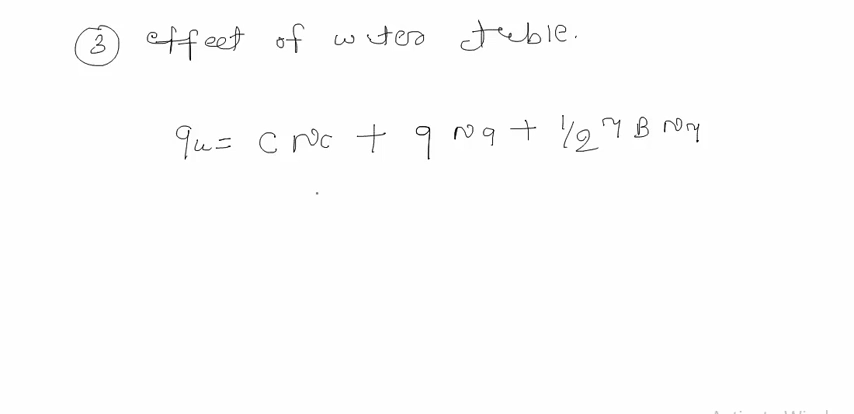 ③ effect of water table.
qu = C Nc + q Nq + 1/2 γ B Nγ